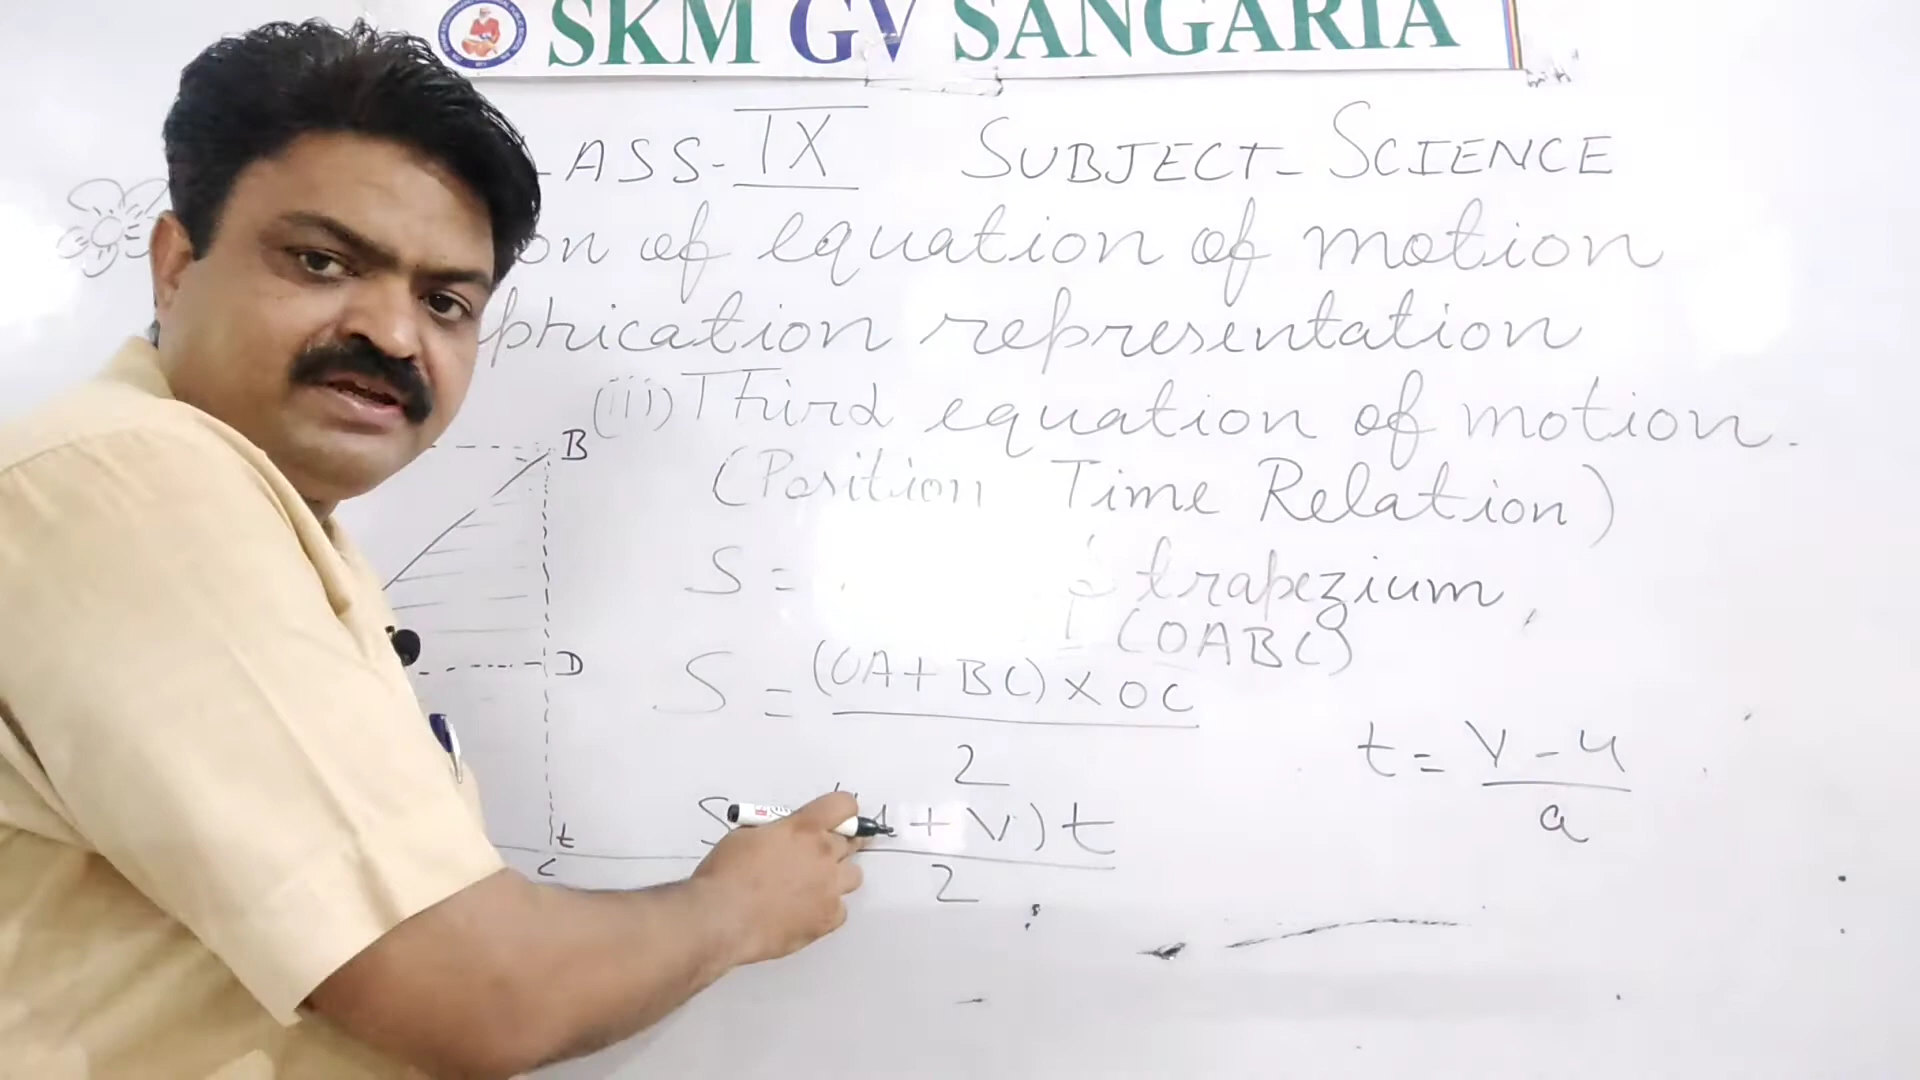 SKM GV SANGARIA
ASS-IX SUBJECT-SCIENCE
on of equation of motion
phication representation
(iii) Third equation of motion.
(Position Time Relation)
S = trapezium,
(OABC)
S = (OA+BC)×OC
2
t = v-u
a
S +v)t
2
B
D
t
C